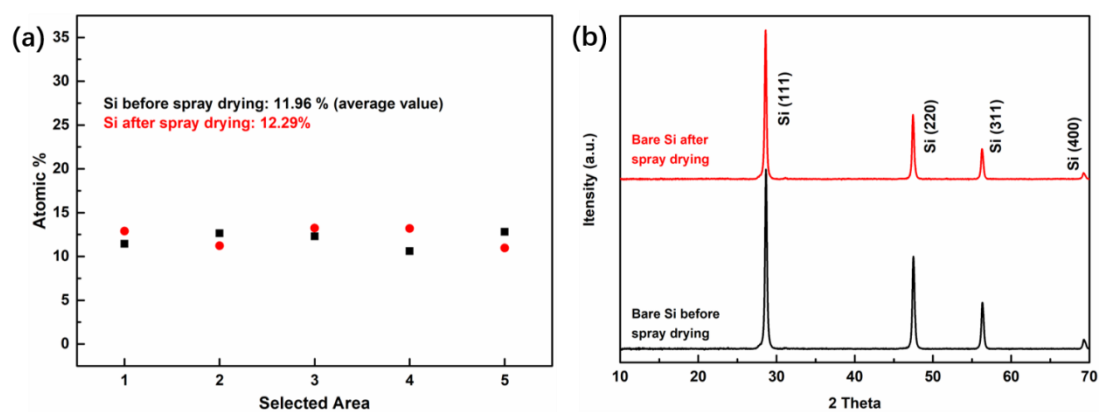 (a)
Atomic %
35
30
25
20
15
10
5
0
Si before spray drying: 11.96 % (average value)
Si after spray drying: 12.29%
1 2 3 4 5
Selected Area
(b)
Itensity (a.u.)
Si (111)
Si (220)
Si (311)
Si (400)
Bare Si after
spray drying
Bare Si before
spray drying
10 20 30 40 50 60 70
2 Theta